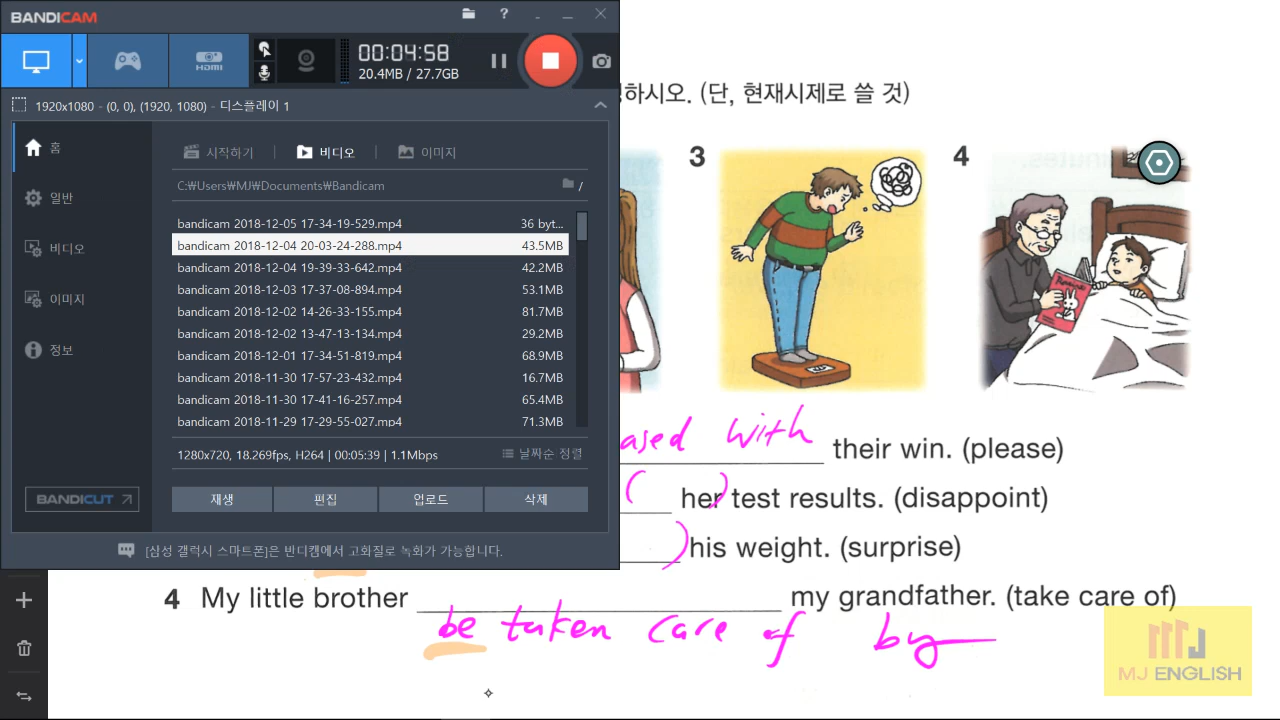 BANDICAM
?
00:04:58
HDMI
20.4MB / 27.7GB
1920x1080 - (0, 0), (1920, 1080) - 디스플레이 1
홈
일반
비디오
이미지
정보
시작하기 | 비디오 | 이미지
C:₩Users₩MJ₩Documents₩Bandicam /
bandicam 2018-12-05 17-34-19-529.mp4 36 byt...
bandicam 2018-12-04 20-03-24-288.mp4 43.5MB
bandicam 2018-12-04 19-39-33-642.mp4 42.2MB
bandicam 2018-12-03 17-37-08-894.mp4 53.1MB
bandicam 2018-12-02 14-26-33-155.mp4 81.7MB
bandicam 2018-12-02 13-47-13-134.mp4 29.2MB
bandicam 2018-12-01 17-34-51-819.mp4 68.9MB
bandicam 2018-11-30 17-57-23-432.mp4 16.7MB
bandicam 2018-11-30 17-41-16-257.mp4 65.4MB
bandicam 2018-11-29 17-29-55-027.mp4 71.3MB
1280x720, 18.269fps, H264 | 00:05:39 | 1.1Mbps 날짜순 정렬
BANDICUT
재생 편집 업로드 삭제
[삼성 갤럭시 스마트폰]은 반디캠에서 고화질로 녹화가 가능합니다.
하시오. (단, 현재시제로 쓸 것)
3
4
ased with their win. (please)
( her) test results. (disappoint)
) his weight. (surprise)
4 My little brother my grandfather. (take care of)
be taken care of by
MJ ENGLISH